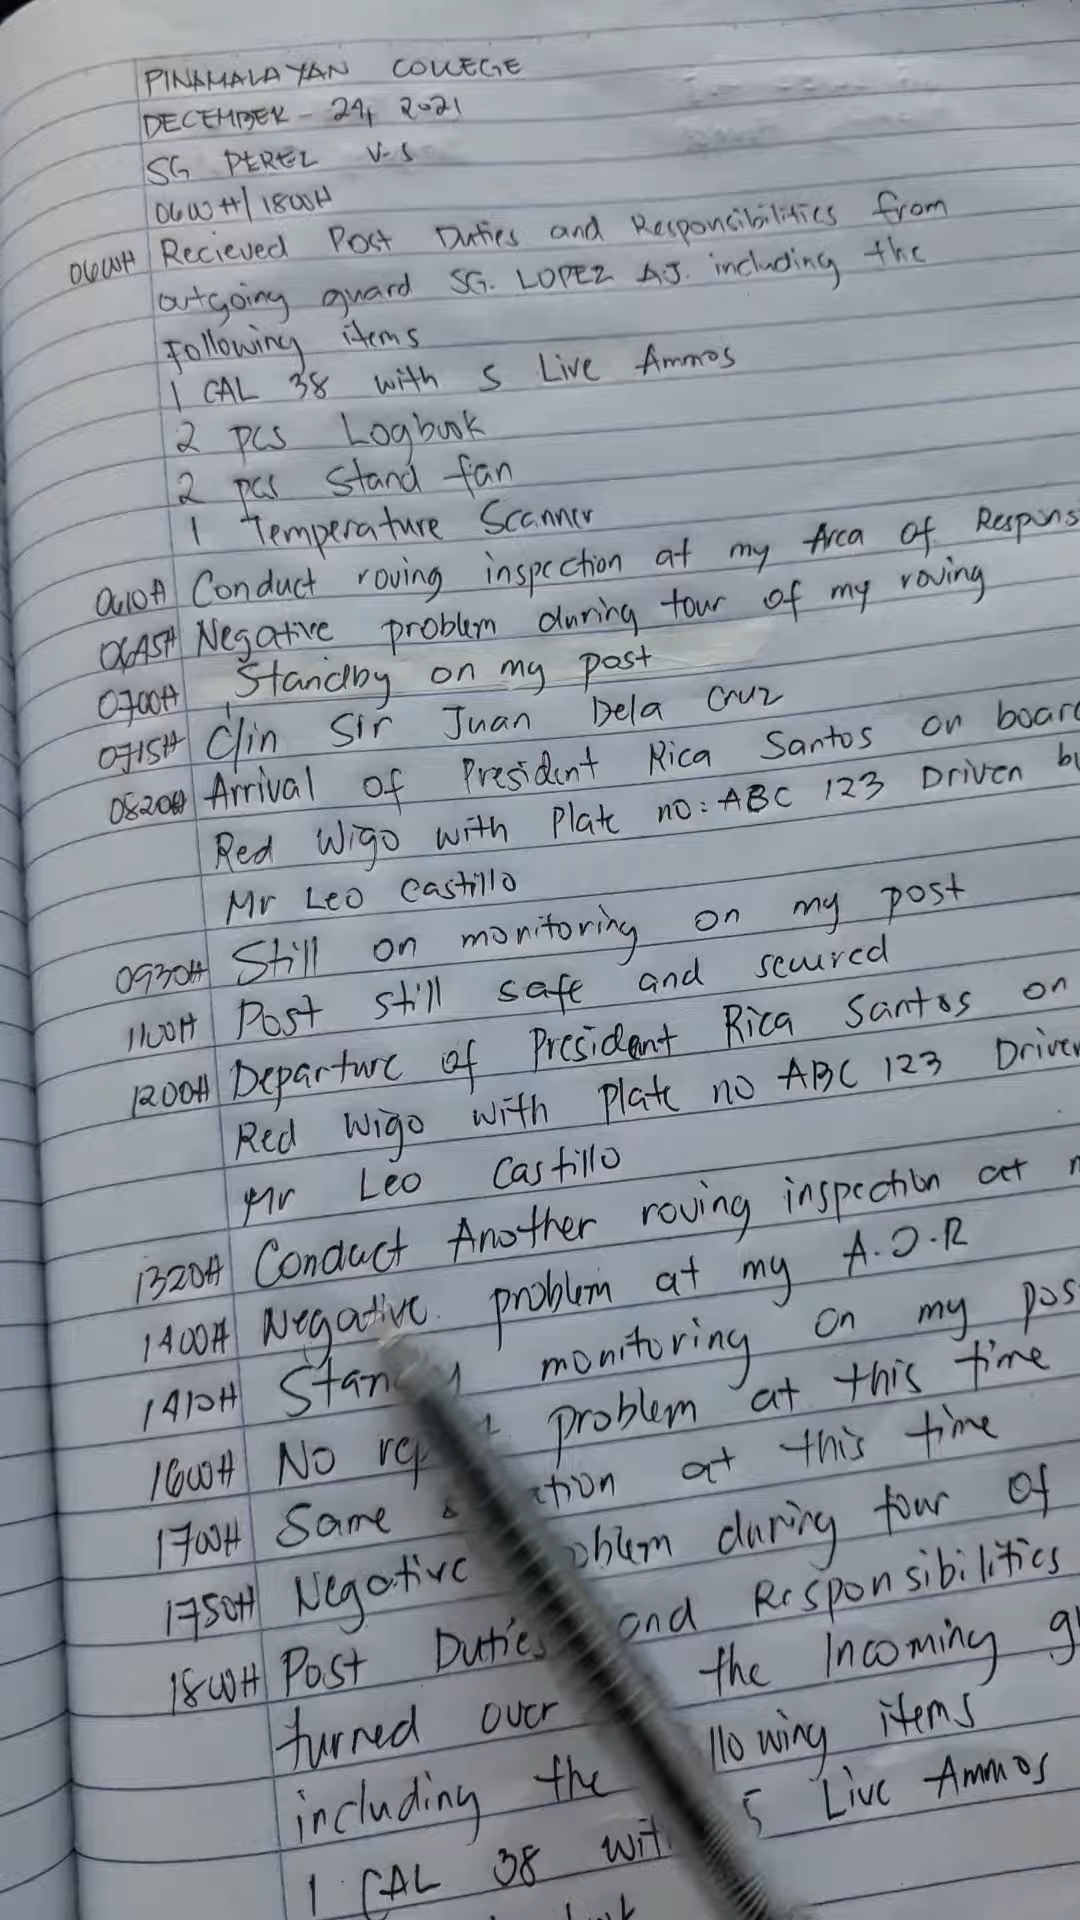 PINAMALAYAN COLLEGE
DECEMBER - 24, 2021
SG PEREZ V-S
0600H/1800H
0600H Recieved Post Duties and Responsibilities from
outgoing guard SG. LOPEZ A.J. including the
Following items
1 CAL 38 with 5 Live Ammos
2 pcs Logbook
2 pcs Stand fan
1 Temperature Scanner
0610H Conduct roving inspection at my Area of Respons
0645H Negative problem during tour of my roving
0700H Standby on my post
0715H C/in Sir Juan Dela Cruz
0820H Arrival of President Rica Santos on board
Red Wigo with Plate no: ABC 123 Driven by
Mr Leo Castillo
0930H Still on monitoring on my post
1100H Post still safe and secured
1200H Departure of President Rica Santos on
Red Wigo with Plate no ABC 123 Driven
Mr Leo Castillo
1320H Conduct Another roving inspection at
1400H Negative problem at my A.O.R
1410H monitoring on my pos
1600H No problem at this time
1700H Same at this time
1750H Negative during tour of
1800H Post Duties and Responsibilities
turned over the Incoming
including the items
1 CAL 38 5 Live Ammos